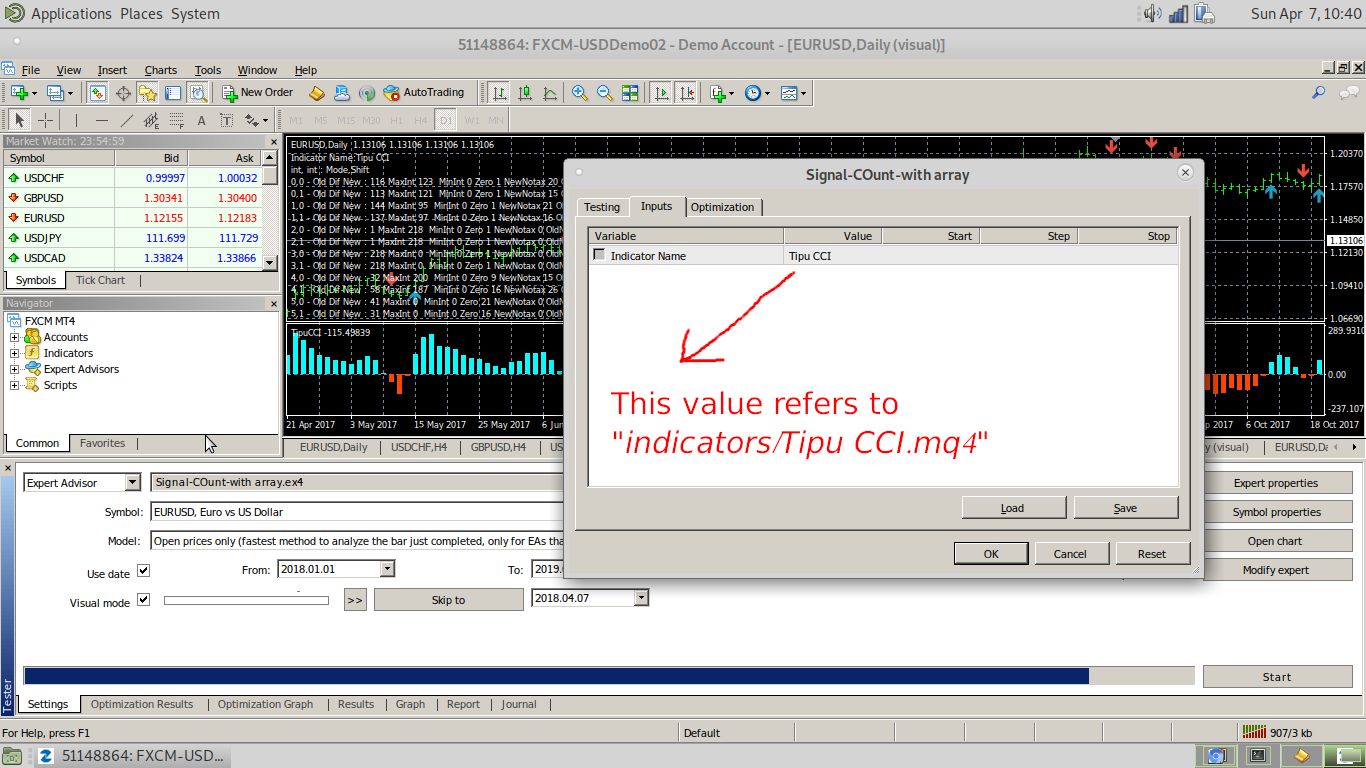 Applications Places System
Sun Apr 7, 10:40
51148864: FXCM-USDDemo02 - Demo Account - [EURUSD,Daily (visual)]
File View Insert Charts Tools Window Help
New Order AutoTrading
A T M1 M5 M15 M30 H1 H4 D1 W1 MN
Market Watch: 23:54:59
Symbol Bid Ask
USDCHF 0.99997 1.00032
GBPUSD 1.30341 1.30400
EURUSD 1.12155 1.12183
USDJPY 111.699 111.729
USDCAD 1.33824 1.33866
Symbols Tick Chart
Navigator
FXCM MT4
Accounts
Indicators
Expert Advisors
Scripts
Common Favorites
EURUSD,Daily 1.13106 1.13106 1.13106 1.13106
Indicator Name:Tipu CCI
int, int : Mode,Shift
0,0 - Old Dif New : 116 MaxInt 123 MinInt 0 Zero 1 NewNotax 20
0,1 - Old Dif New : 113 MaxInt 121 MinInt 0 Zero 1 NewNotax 15
1,0 - Old Dif New : 144 MaxInt 95 MinInt 0 Zero 1 NewNotax 21
1,1 - Old Dif New : 137 MaxInt 97 MinInt 0 Zero 1 NewNotax 16
2,0 - Old Dif New : 1 MaxInt 218 MinInt 0 Zero 1 NewNotax 0
2,1 - Old Dif New : 1 MaxInt 218 MinInt 0 Zero 1 NewNotax 0
3,0 - Old Dif New : 218 MaxInt 0 MinInt 0 Zero 1 NewNotax
3,1 - Old Dif New : 218 MaxInt 0 MinInt 0 Zero 1 NewNotax
4,0 - Old Dif New : 32 MaxInt 200 MinInt 0 Zero 9 NewNotax 15
4,1 - Old Dif New : 58 MaxInt 187 MinInt 0 Zero 16 NewNotax 26
5,0 - Old Dif New : 41 MaxInt 0 MinInt 0 Zero 21 NewNotax
5,1 - Old Dif New : 31 MaxInt 0 MinInt 0 Zero 16 NewNotax
TipuCCI -115.49839
21 Apr 2017 3 May 2017 15 May 2017 25 May 2017 6 Jun
6 Oct 2017 18 Oct 2017
1.20370
1.17570
1.14850
1.13106
1.09410
1.06690
289.9310
0.00
-237.107
EURUSD,Daily USDCHF,H4 GBPUSD,H4 (visual)
Signal-COunt-with array
Testing Inputs Optimization
Variable Value Start Step Stop
Indicator Name Tipu CCI
This value refers to
"indicators/Tipu CCI.mq4"
Load Save
OK Cancel Reset
Expert Advisor Signal-COunt-with array.ex4 Expert properties
Symbol: EURUSD, Euro vs US Dollar Symbol properties
Model: Open prices only (fastest method to analyze the bar just completed, only for EAs Open chart
Use date From: 2018.01.01 To: Modify expert
Visual mode >> Skip to 2018.04.07
Start
Tester
Settings Optimization Results Optimization Graph Results Graph Report Journal
For Help, press F1 Default 907/3 kb
51148864: FXCM-USD...